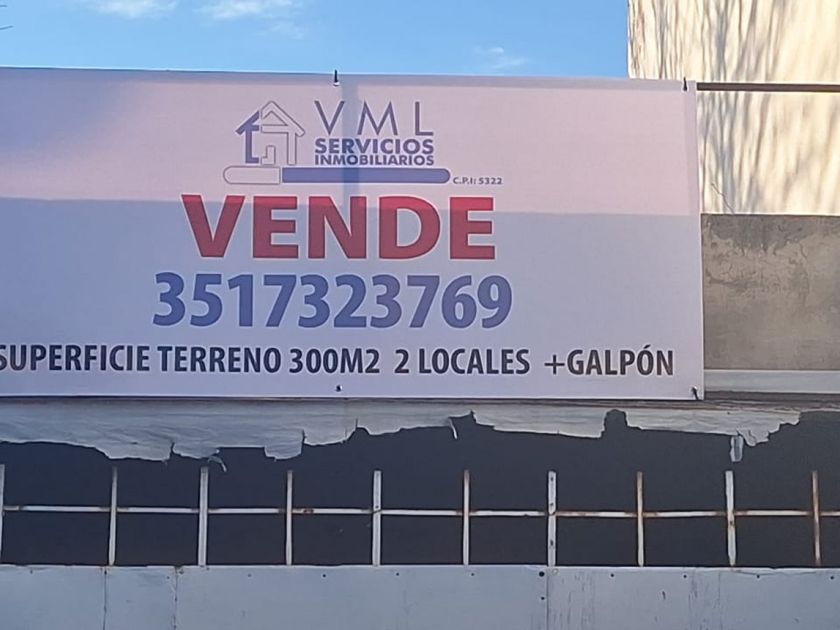 VML
SERVICIOS
INMOBILIARIOS
C.P.I: 5322
VENDE
3517323769
SUPERFICIE TERRENO 300M2 2 LOCALES +GALPÓN